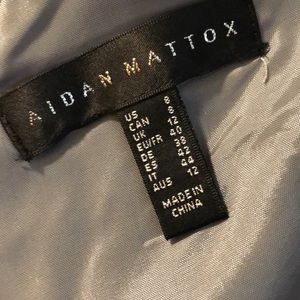 AIDAN MATTOX
US 8
CAN 8
UK 12
EU/FR 40
DE 38
ES 42
IT 44
AUS 12
MADE IN
CHINA